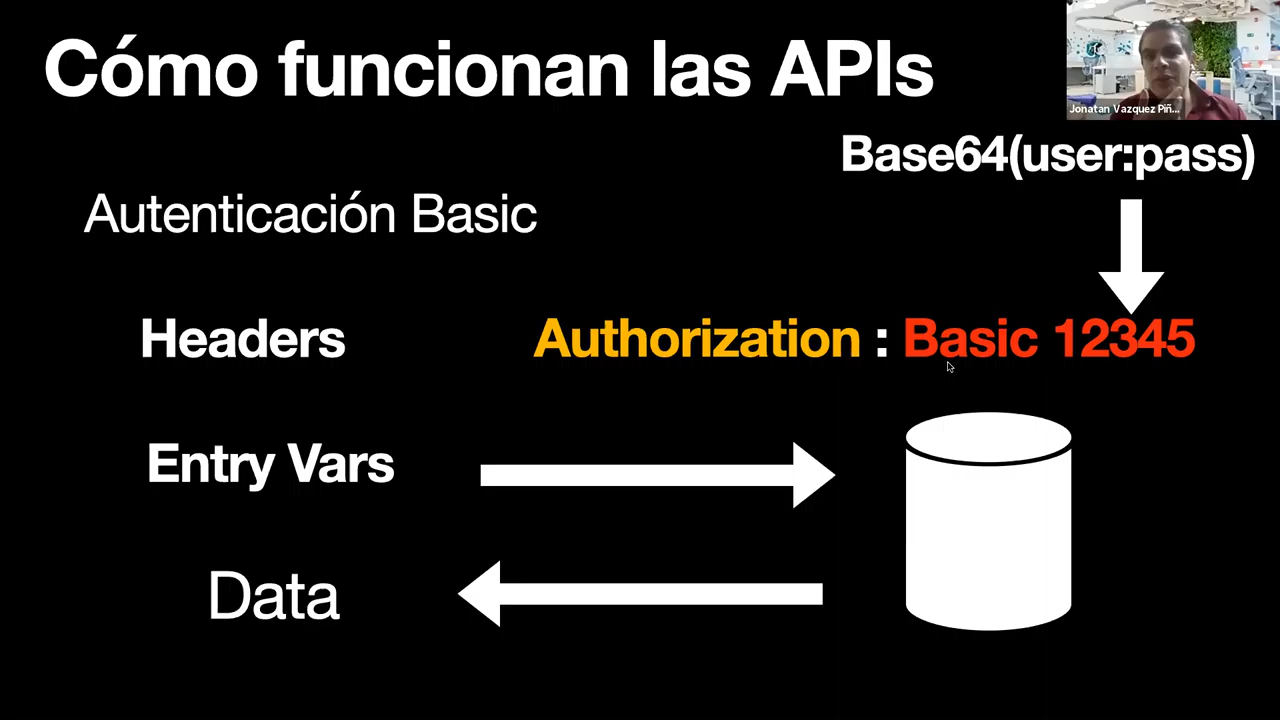 Cómo funcionan las APIs
Jonatan Vazquez Piñ...
Base64(user:pass)
Autenticación Basic
Headers
Authorization : Basic 12345
Entry Vars
Data